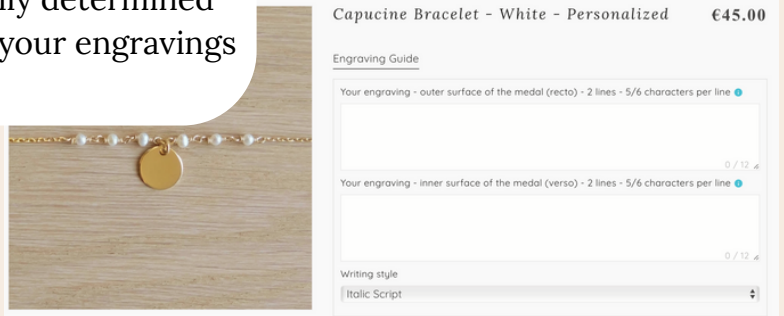 determined
your engravings
Capucine Bracelet - White - Personalized €45.00
Engraving Guide
Your engraving - outer surface of the medal (recto) - 2 lines - 5/6 characters per line
0 / 12
Your engraving - inner surface of the medal (verso) - 2 lines - 5/6 characters per line
0 / 12
Writing style
Italic Script